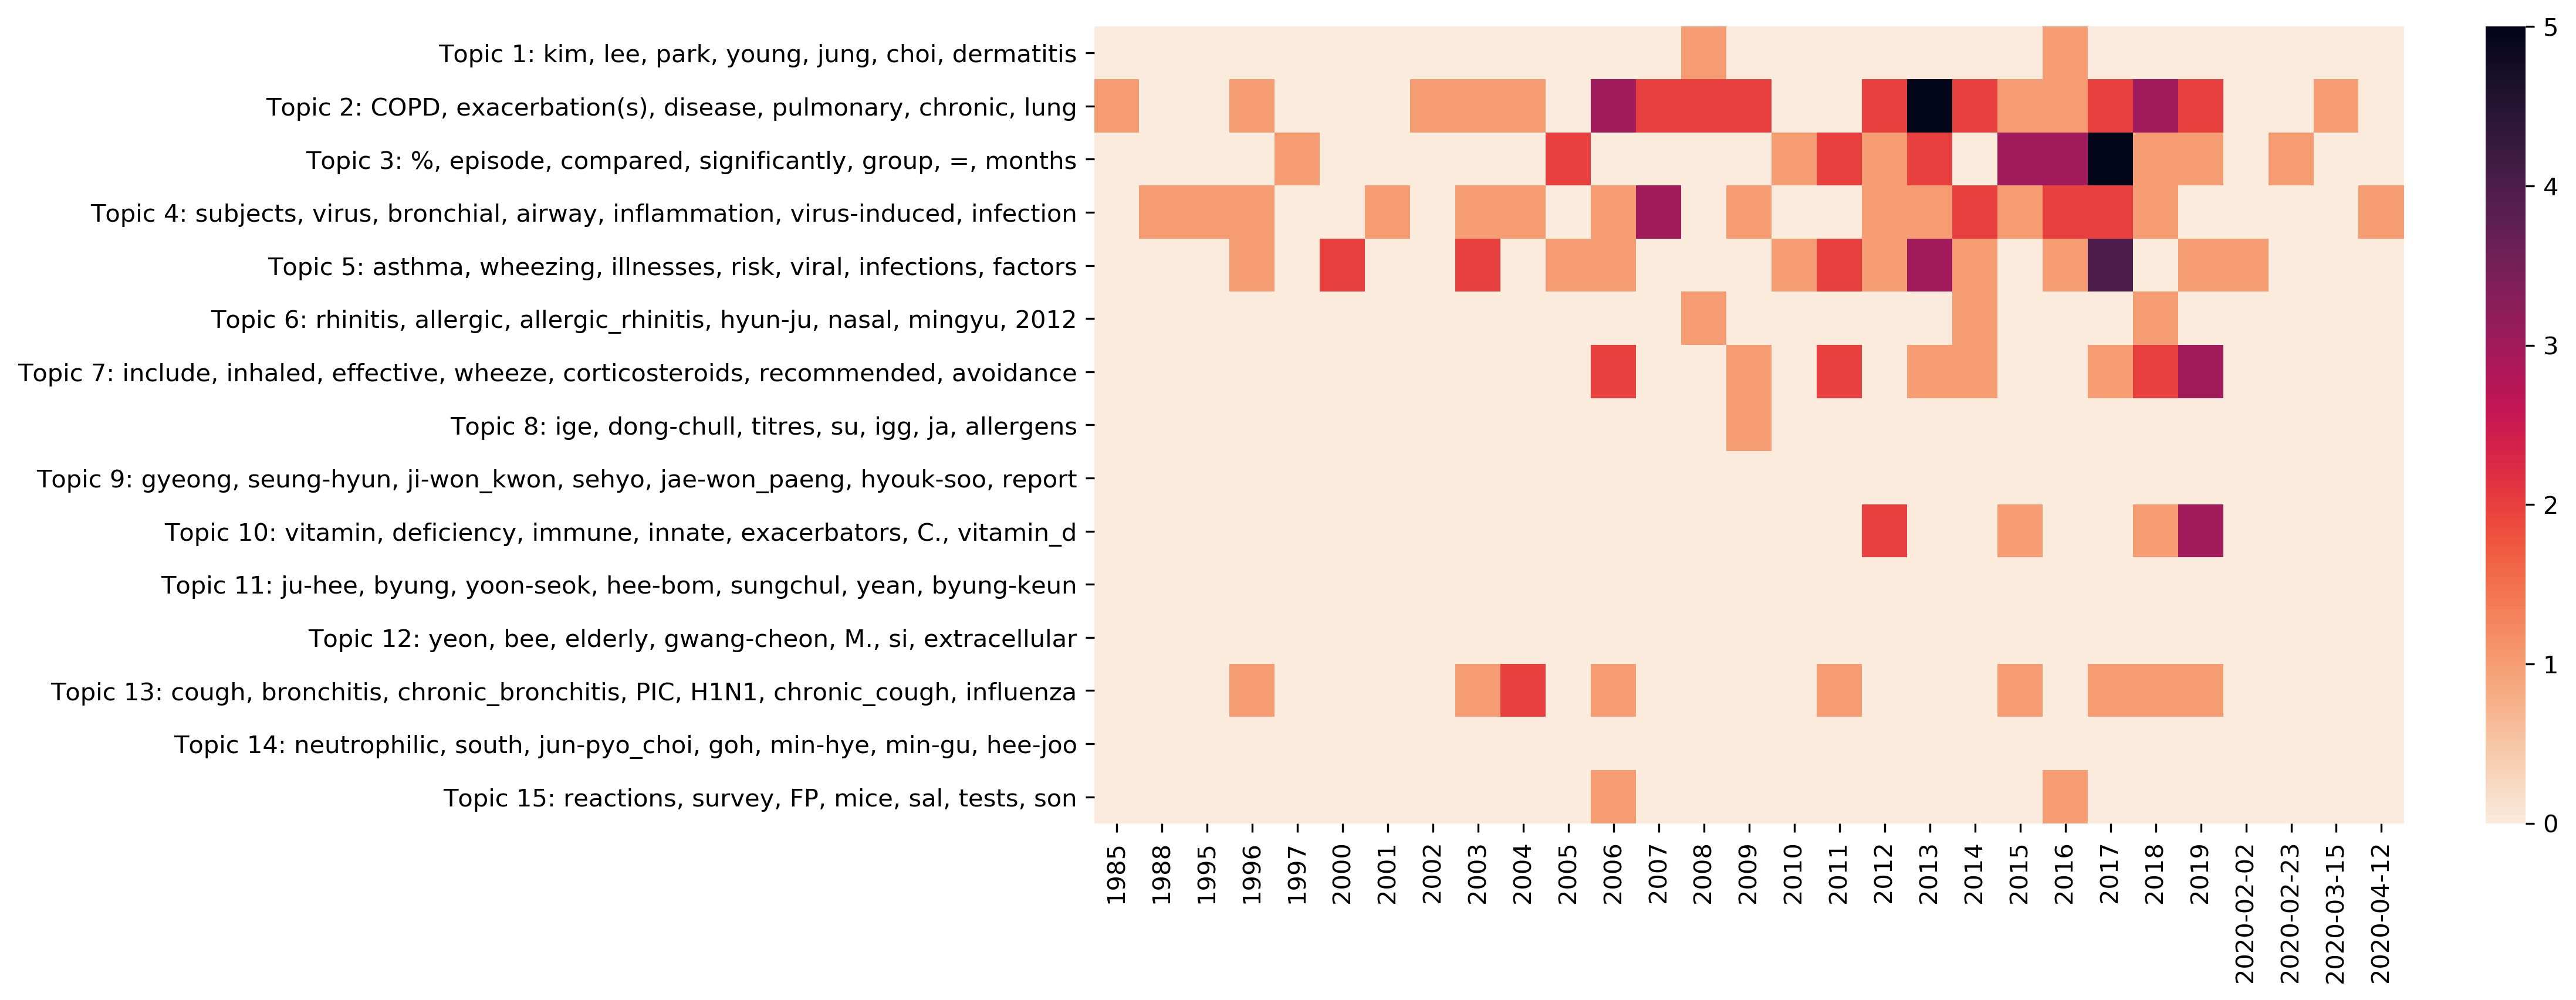 Topic 1: kim, lee, park, young, jung, choi, dermatitis
Topic 2: COPD, exacerbation(s), disease, pulmonary, chronic, lung
Topic 3: %, episode, compared, significantly, group, =, months
Topic 4: subjects, virus, bronchial, airway, inflammation, virus-induced, infection
Topic 5: asthma, wheezing, illnesses, risk, viral, infections, factors
Topic 6: rhinitis, allergic, allergic_rhinitis, hyun-ju, nasal, mingyu, 2012
Topic 7: include, inhaled, effective, wheeze, corticosteroids, recommended, avoidance
Topic 8: ige, dong-chull, titres, su, igg, ja, allergens
Topic 9: gyeong, seung-hyun, ji-won_kwon, sehyo, jae-won_paeng, hyouk-soo, report
Topic 10: vitamin, deficiency, immune, innate, exacerbators, C., vitamin_d
Topic 11: ju-hee, byung, yoon-seok, hee-bom, sungchul, yean, byung-keun
Topic 12: yeon, bee, elderly, gwang-cheon, M., si, extracellular
Topic 13: cough, bronchitis, chronic_bronchitis, PIC, H1N1, chronic_cough, influenza
Topic 14: neutrophilic, south, jun-pyo_choi, goh, min-hye, min-gu, hee-joo
Topic 15: reactions, survey, FP, mice, sal, tests, son
1985
1988
1995
1996
1997
2000
2001
2002
2003
2004
2005
2006
2007
2008
2009
2010
2011
2012
2013
2014
2015
2016
2017
2018
2019
2020-02-02
2020-02-23
2020-03-15
2020-04-12
5
4
3
2
1
0